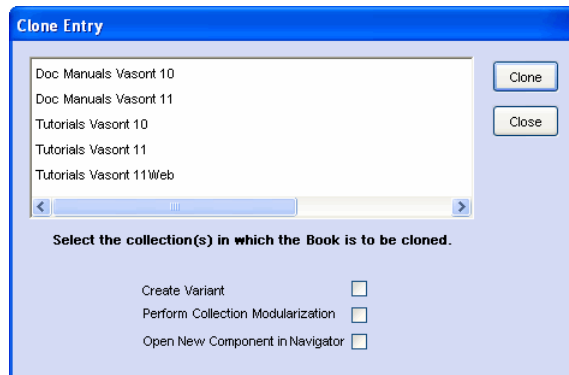 Clone Entry
Doc Manuals Vasont 10
Doc Manuals Vasont 11
Tutorials Vasont 10
Tutorials Vasont 11
Tutorials Vasont 11Web
Clone
Close
Select the collection(s) in which the Book is to be cloned.
Create Variant
Perform Collection Modularization
Open New Component in Navigator